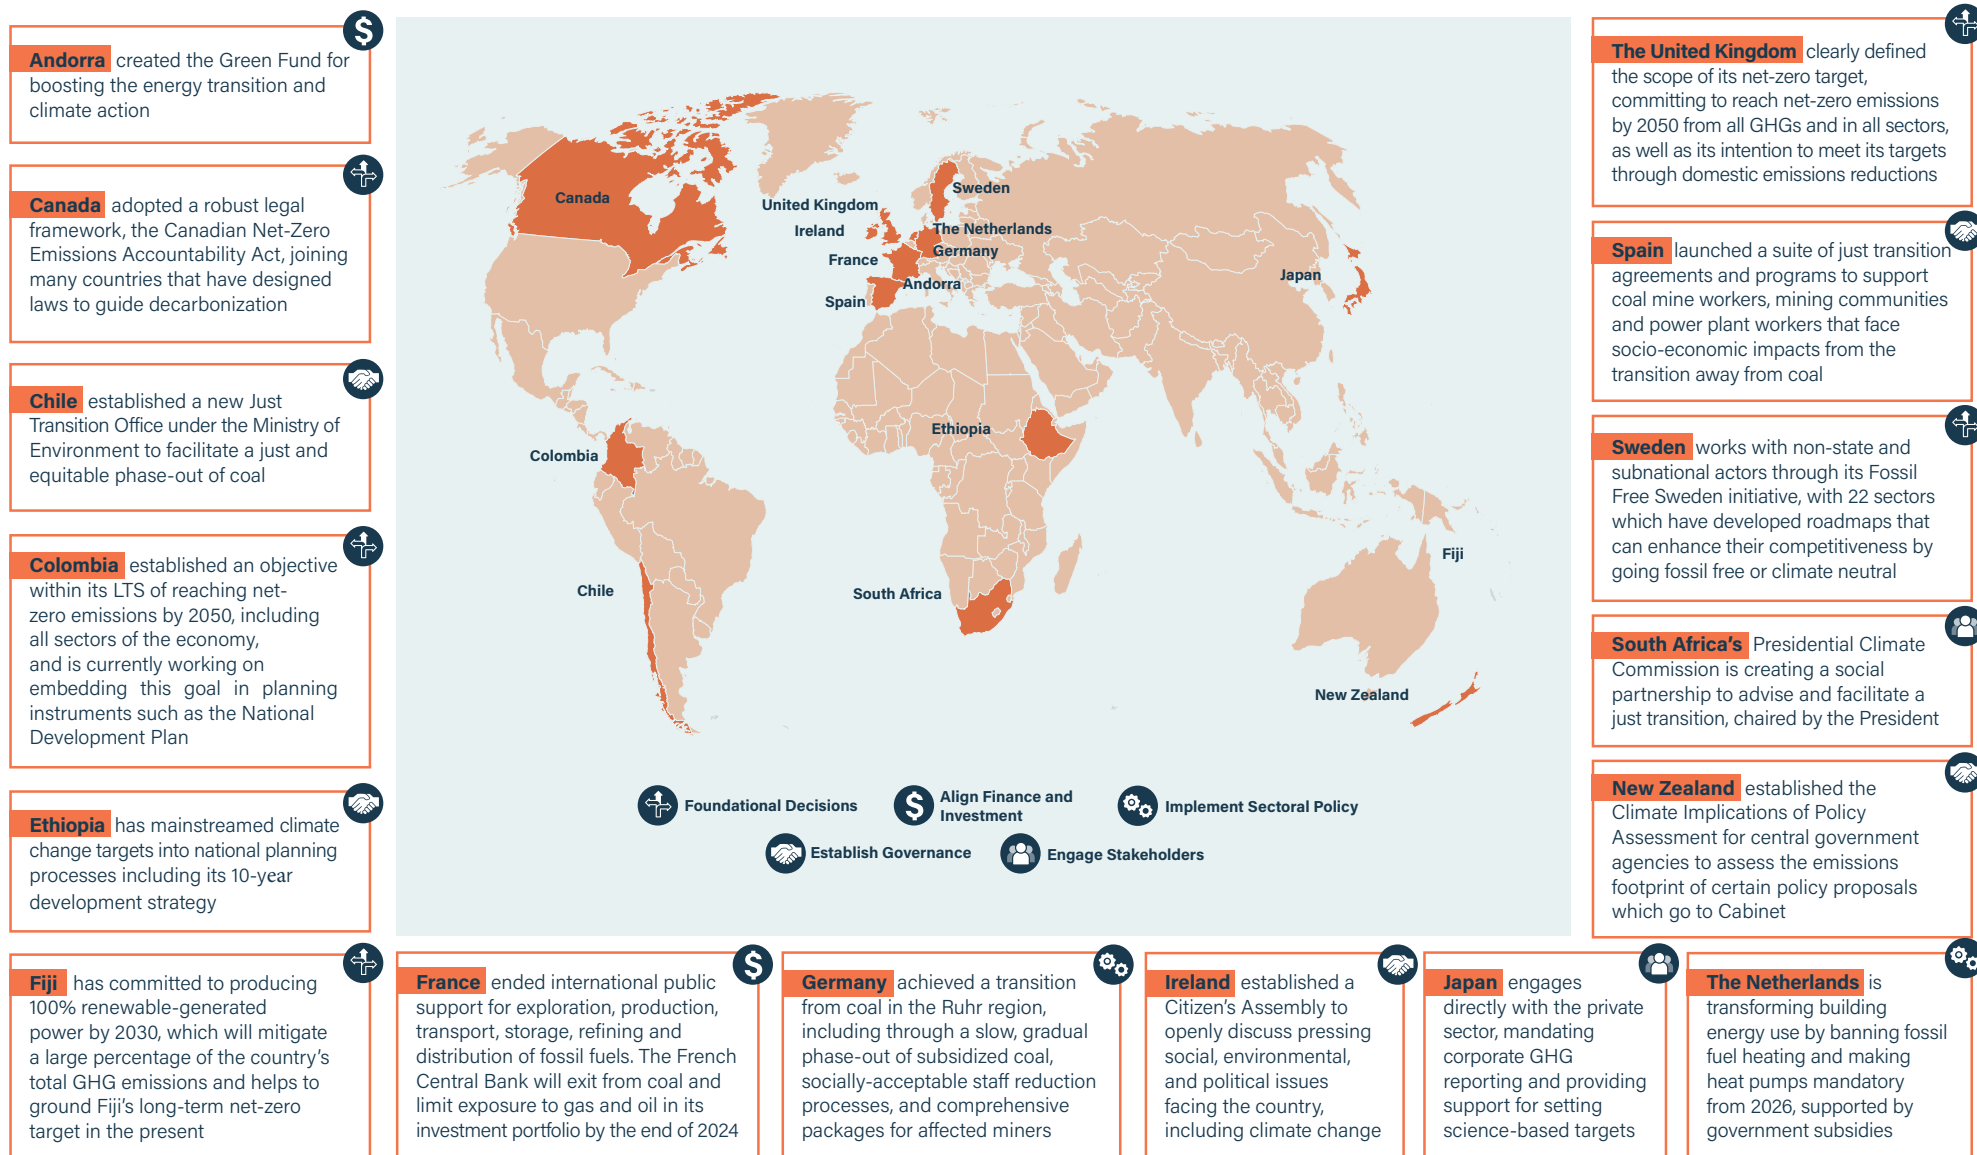 Andorra created the Green Fund for
boosting the energy transition and
climate action
Canada adopted a robust legal
framework, the Canadian Net-Zero
Emissions Accountability Act, joining
many countries that have designed
laws to guide decarbonization
Chile established a new Just
Transition Office under the Ministry of
Environment to facilitate a just and
equitable phase-out of coal
Colombia established an objective
within its LTS of reaching net-
zero emissions by 2050, including
all sectors of the economy,
and is currently working on
embedding this goal in planning
instruments such as the National
Development Plan
Ethiopia has mainstreamed climate
change targets into national planning
processes including its 10-year
development strategy
Fiji has committed to producing
100% renewable-generated
power by 2030, which will mitigate
a large percentage of the country's
total GHG emissions and helps to
ground Fiji's long-term net-zero
target in the present
Canada
Sweden
United Kingdom
Ireland
The Netherlands
Germany
France
Andorra
Spain
Japan
Ethiopia
Colombia
Fiji
Chile
South Africa
New Zealand
$
Foundational Decisions
$
Align Finance and
Investment
Implement Sectoral Policy
Establish Governance
Engage Stakeholders
$
France ended international public
support for exploration, production,
transport, storage, refining and
distribution of fossil fuels. The French
Central Bank will exit from coal and
limit exposure to gas and oil in its
investment portfolio by the end of 2024
Germany achieved a transition
from coal in the Ruhr region,
including through a slow, gradual
phase-out of subsidized coal,
socially-acceptable staff reduction
processes, and comprehensive
packages for affected miners
Ireland established a
Citizen's Assembly to
openly discuss pressing
social, environmental,
and political issues
facing the country,
including climate change
Japan engages
directly with the private
sector, mandating
corporate GHG
reporting and providing
support for setting
science-based targets
The Netherlands is
transforming building
energy use by banning fossil
fuel heating and making
heat pumps mandatory
from 2026, supported by
government subsidies
The United Kingdom clearly defined
the scope of its net-zero target,
committing to reach net-zero emissions
by 2050 from all GHGs and in all sectors,
as well as its intention to meet its targets
through domestic emissions reductions
Spain launched a suite of just transition
agreements and programs to support
coal mine workers, mining communities
and power plant workers that face
socio-economic impacts from the
transition away from coal
Sweden works with non-state and
subnational actors through its Fossil
Free Sweden initiative, with 22 sectors
which have developed roadmaps that
can enhance their competitiveness by
going fossil free or climate neutral
South Africa's Presidential Climate
Commission is creating a social
partnership to advise and facilitate a
just transition, chaired by the President
New Zealand established the
Climate Implications of Policy
Assessment for central government
agencies to assess the emissions
footprint of certain policy proposals
which go to Cabinet